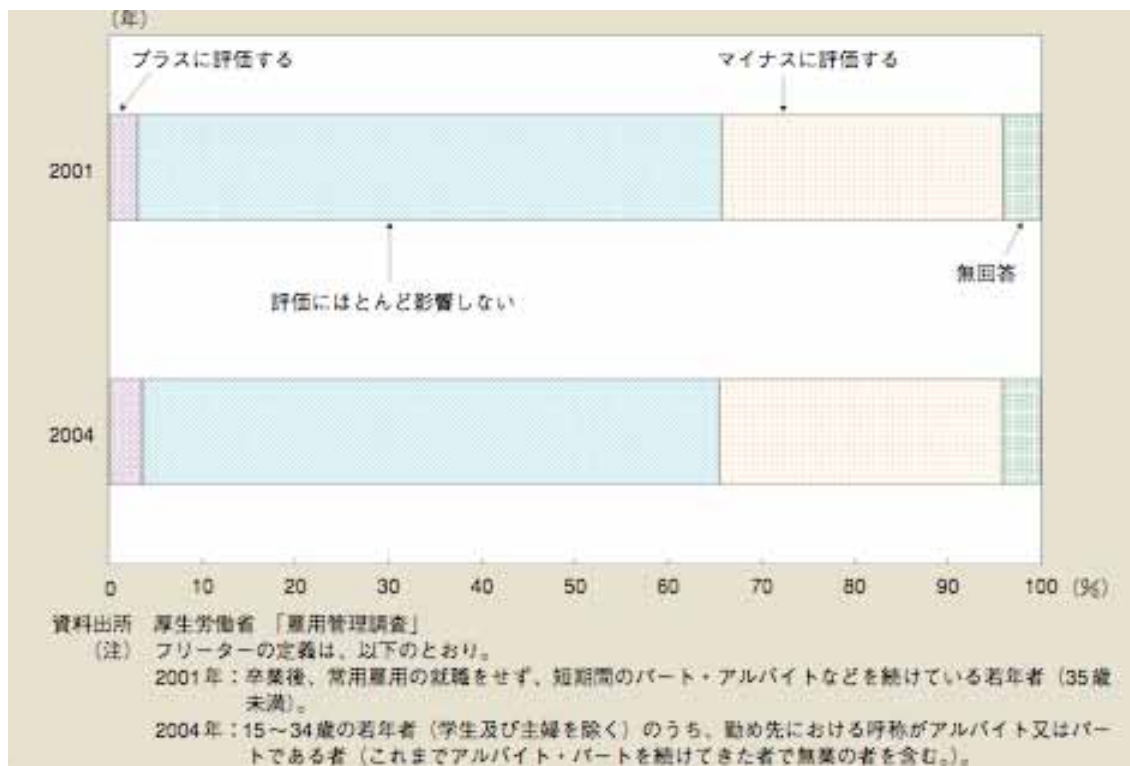 (年)
プラスに評価する
マイナスに評価する
2001
無回答
評価にほとんど影響しない
2004
0 10 20 30 40 50 60 70 80 90 100 (%)
資料出所 厚生労働省 「雇用管理調査」
(注) フリーターの定義は、以下のとおり。
2001年：卒業後、常用雇用の就職をせず、短期間のパート・アルバイトなどを続けている若年者（35歳
未満）。
2004年：15〜34歳の若年者（学生及び主婦を除く）のうち、勤め先における呼称がアルバイト又はパー
トである者（これまでアルバイト・パートを続けてきた者で無業の者を含む。）。